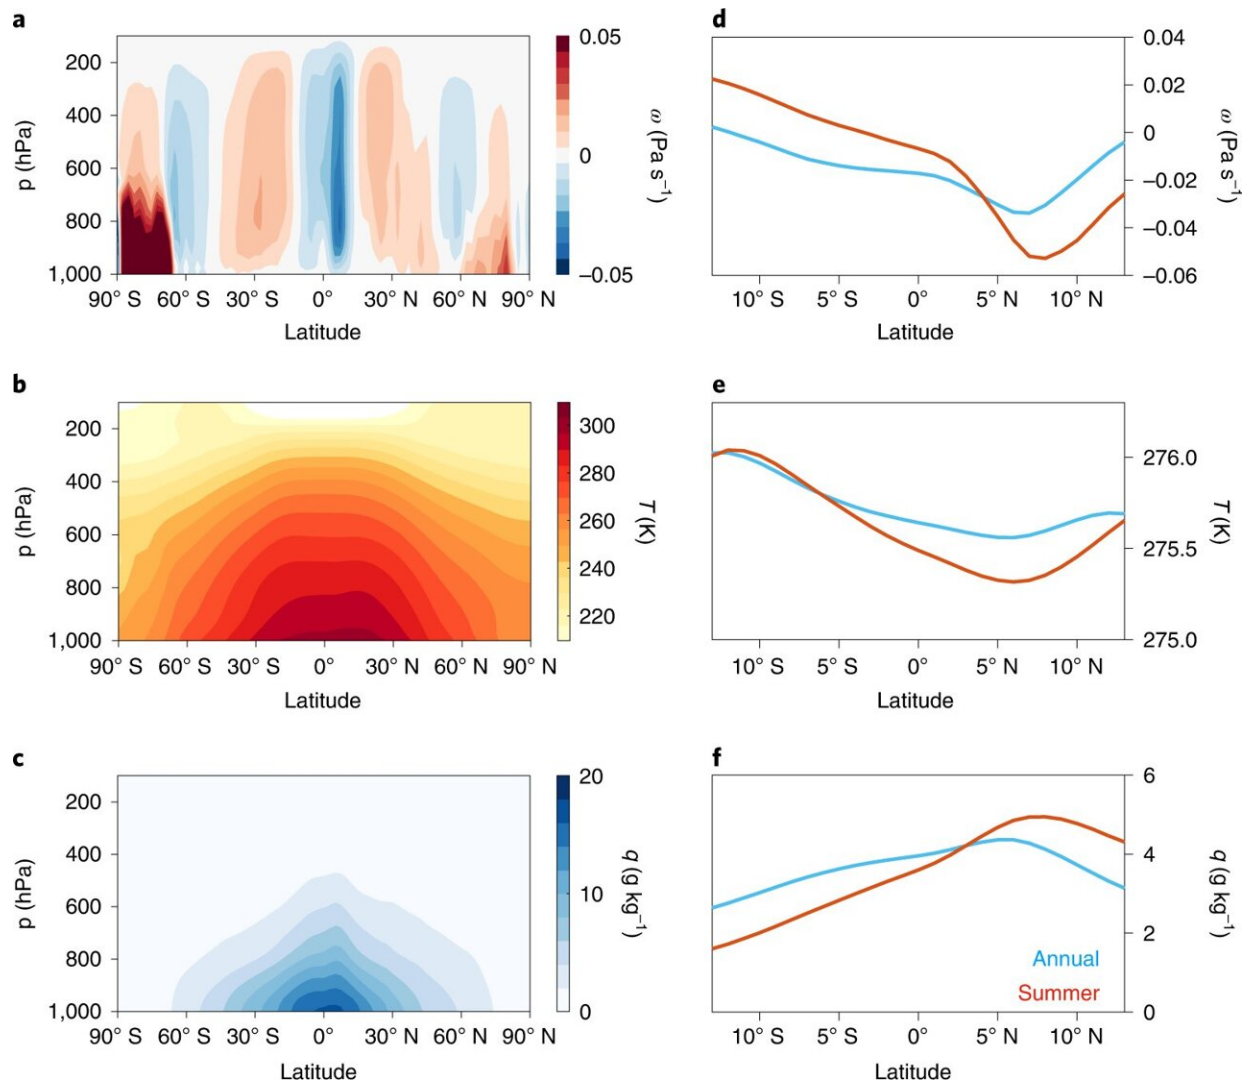 a
200
400
600
800
1,000
p (hPa)
90° S 60° S 30° S 0° 30° N 60° N 90° N
Latitude
0.05
0
−0.05
ω (Pa s⁻¹)
d
0.04
0.02
0
−0.02
−0.04
−0.06
ω (Pa s⁻¹)
10° S 5° S 0° 5° N 10° N
Latitude
b
200
400
600
800
1,000
p (hPa)
90° S 60° S 30° S 0° 30° N 60° N 90° N
Latitude
300
280
260
240
220
T (K)
e
276.0
275.5
275.0
T (K)
10° S 5° S 0° 5° N 10° N
Latitude
c
200
400
600
800
1,000
p (hPa)
90° S 60° S 30° S 0° 30° N 60° N 90° N
Latitude
20
10
0
q (g kg⁻¹)
f
6
4
2
0
q (g kg⁻¹)
Annual
Summer
10° S 5° S 0° 5° N 10° N
Latitude